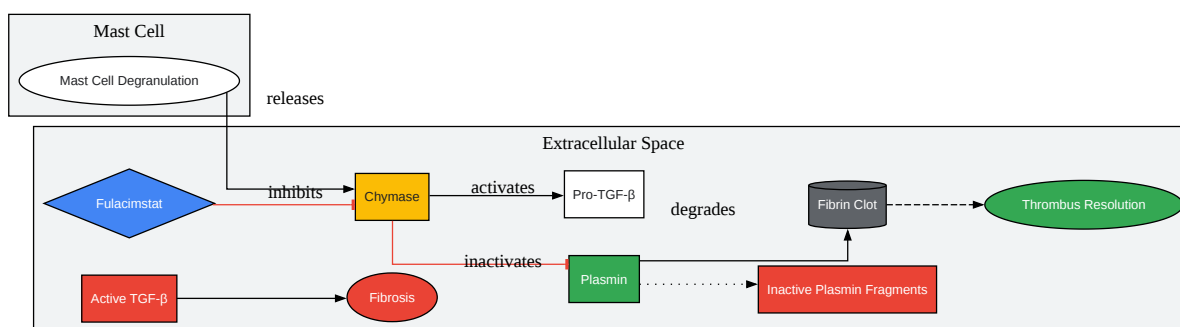 Mast Cell
Mast Cell Degranulation
releases
Extracellular Space
Fulacimstat
inhibits
Chymase
activates
Pro-TGF-β
degrades
Fibrin Clot
Thrombus Resolution
inactivates
Active TGF-β
Fibrosis
Plasmin
Inactive Plasmin Fragments